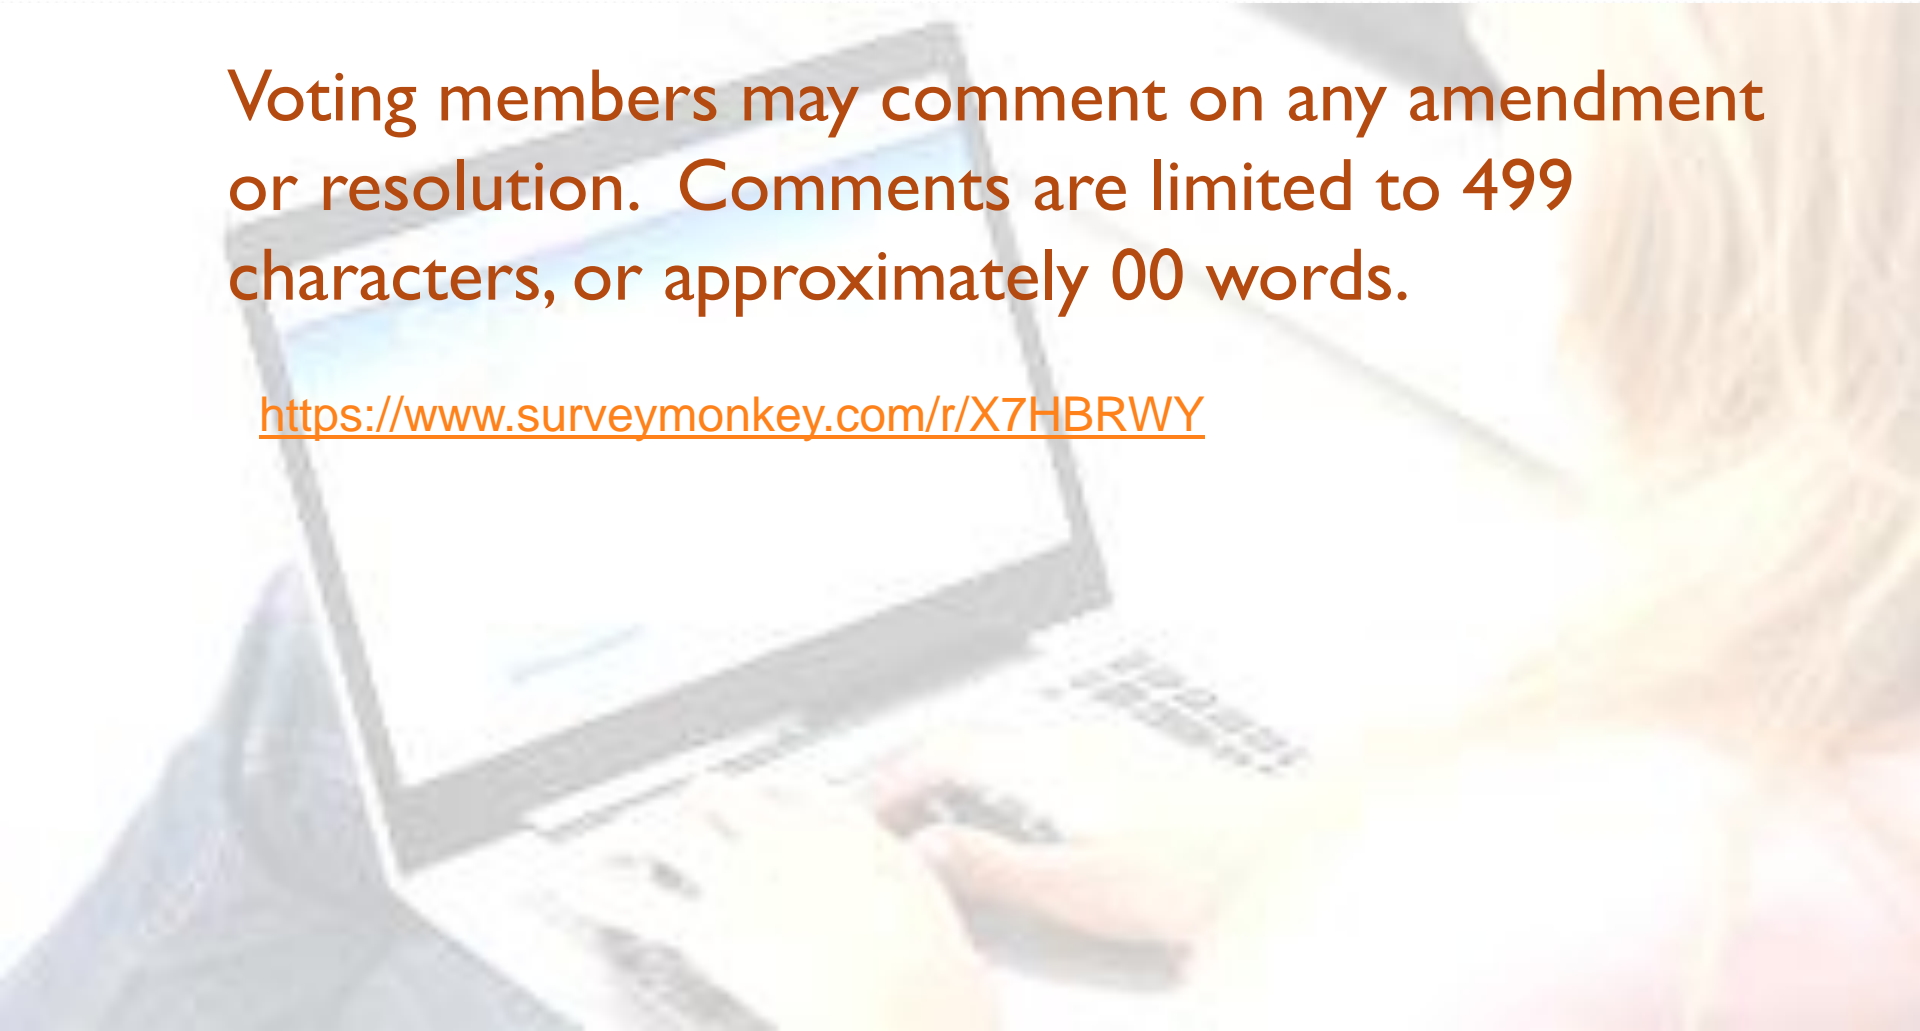 Voting members may comment on any amendment
or resolution.  Comments are limited to 499
characters, or approximately 00 words.
https://www.surveymonkey.com/r/X7HBRWY